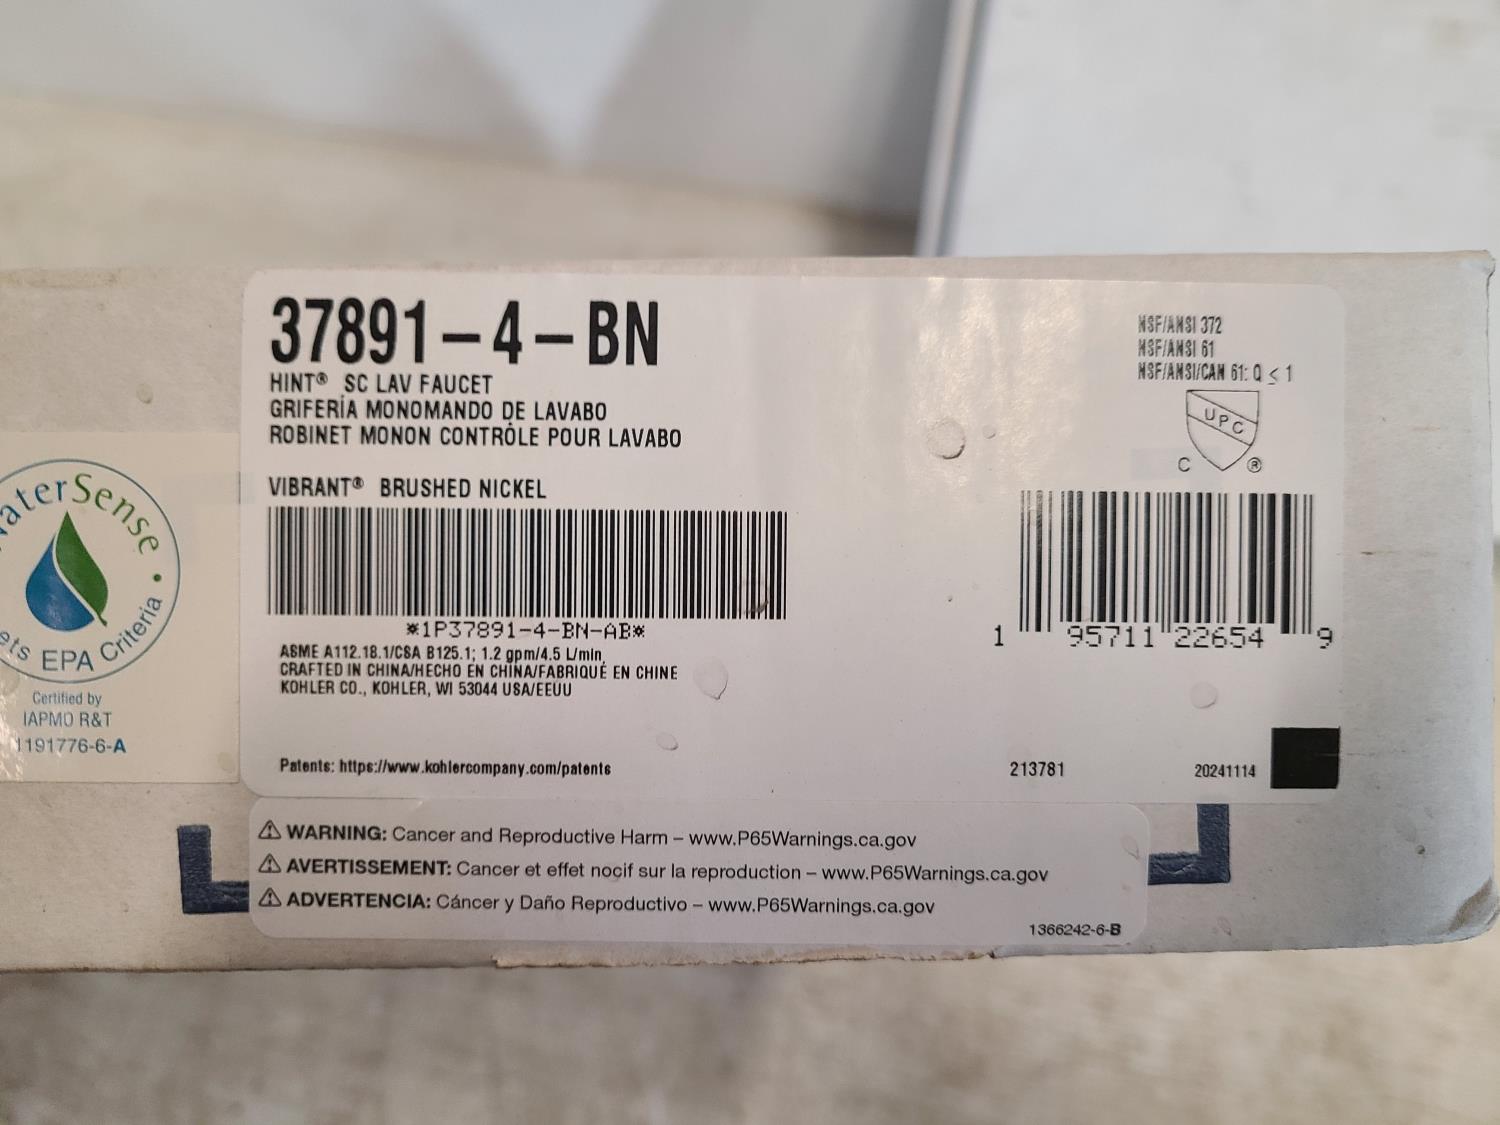 37891-4-BN
HINT® SC LAV FAUCET
GRIFERÍA MONOMANDO DE LAVABO
ROBINET MONON CONTRÔLE POUR LAVABO
VIBRANT® BRUSHED NICKEL
*1P37891-4-BN-AB*
ASME A112.18.1/CSA B125.1; 1.2 gpm/4.5 L/min.
CRAFTED IN CHINA/HECHO EN CHINA/FABRIQUÉ EN CHINE
KOHLER CO., KOHLER, WI 53044 USA/EEUU
Patents: https://www.kohlercompany.com/patents
NSF/ANSI 372
NSF/ANSI 61
NSF/ANSI/CAN 61: Q ≤ 1
UPC
C ®
1 95711 22654 9
213781
20241114
aterSense
ets EPA Criteria
Certified by
IAPMO R&T
1191776-6-A
⚠ WARNING: Cancer and Reproductive Harm – www.P65Warnings.ca.gov
⚠ AVERTISSEMENT: Cancer et effet nocif sur la reproduction – www.P65Warnings.ca.gov
⚠ ADVERTENCIA: Cáncer y Daño Reproductivo – www.P65Warnings.ca.gov
1366242-6-B